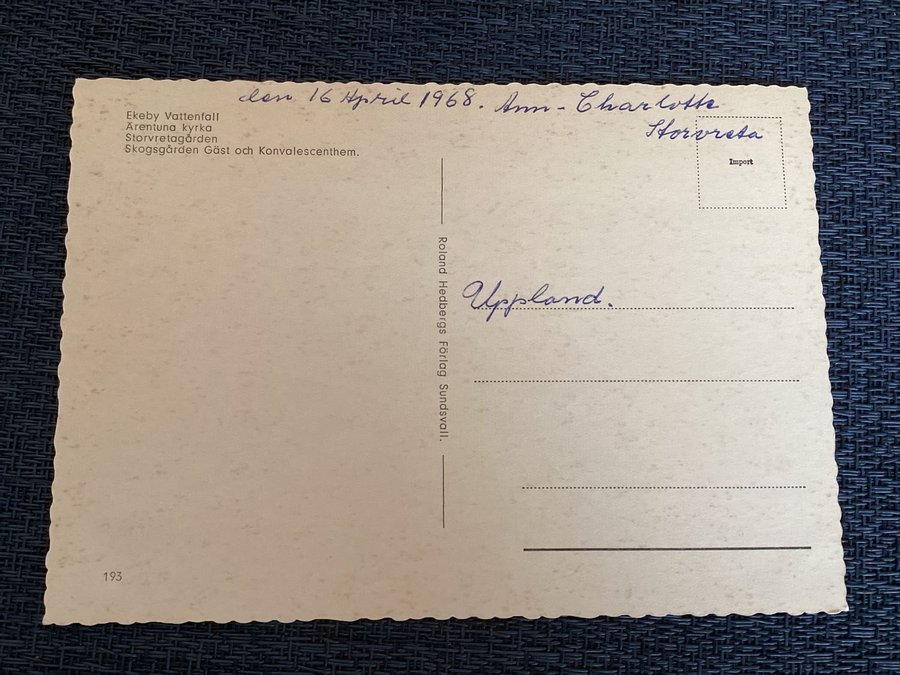 den 16 April 1968. Ann-Charlotte
Storvreta
Ekeby Vattenfall
Ärentuna kyrka
Storvretagården
Skogsgården Gäst och Konvalescenthem.
Import
Roland Hedbergs Förlag Sundsvall.
Uppland.
193